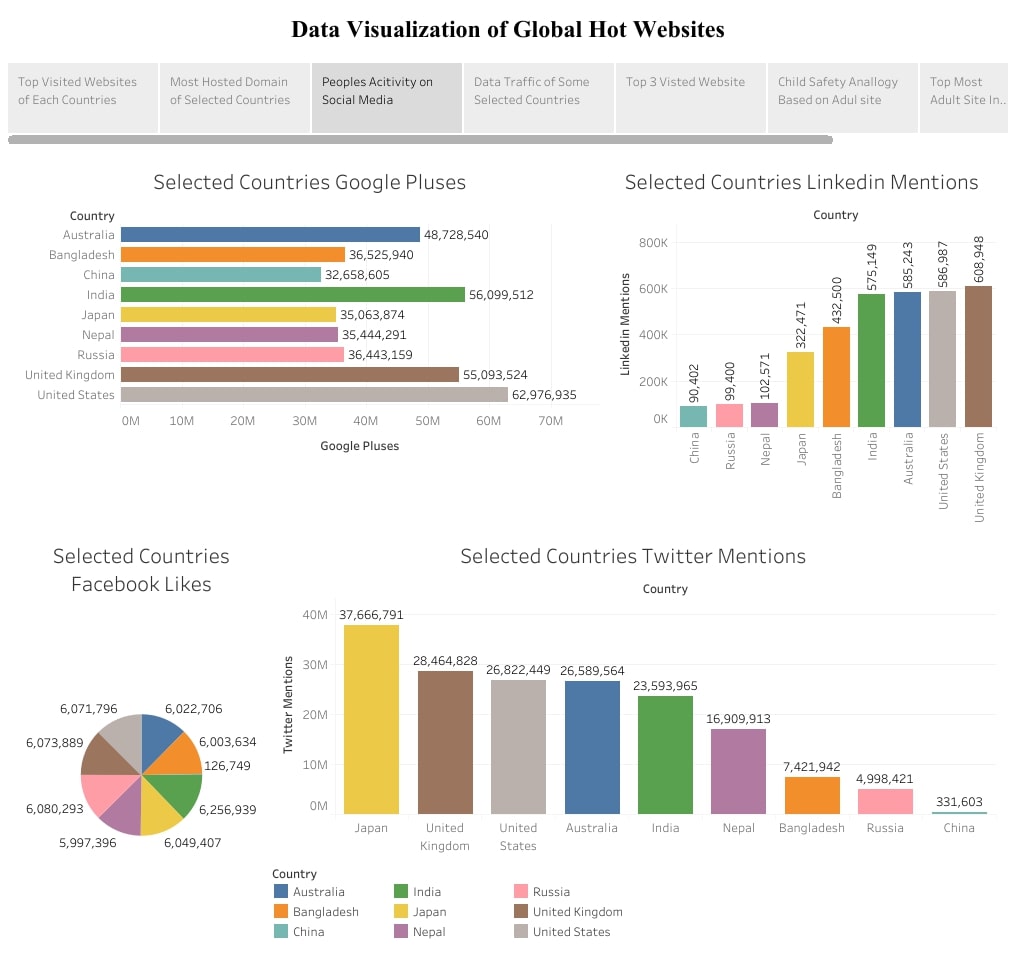 Data Visualization of Global Hot Websites
Top Visited Websites
of Each Countries
Most Hosted Domain
of Selected Countries
Peoples Acitivity on
Social Media
Data Traffic of Some
Selected Countries
Top 3 Visted Website
Child Safety Anallogy
Based on Adul site
Top Most
Adult Site In..
Selected Countries Google Pluses
Country
Australia 48,728,540
Bangladesh 36,525,940
China 32,658,605
India 56,099,512
Japan 35,063,874
Nepal 35,444,291
Russia 36,443,159
United Kingdom 55,093,524
United States 62,976,935
0M 10M 20M 30M 40M 50M 60M 70M
Google Pluses
Selected Countries Linkedin Mentions
Country
Linkedin Mentions
800K
600K
400K
200K
0K
90,402
99,400
102,571
322,471
432,500
575,149
585,243
586,987
608,948
China
Russia
Nepal
Japan
Bangladesh
India
Australia
United States
United Kingdom
Selected Countries
Facebook Likes
6,071,796 6,022,706
6,073,889 6,003,634
126,749
6,080,293 6,256,939
5,997,396 6,049,407
Selected Countries Twitter Mentions
Country
Twitter Mentions
40M
30M
20M
10M
0M
37,666,791
28,464,828
26,822,449
26,589,564
23,593,965
16,909,913
7,421,942
4,998,421
331,603
Japan
United
Kingdom
United
States
Australia
India
Nepal
Bangladesh
Russia
China
Country
Australia India Russia
Bangladesh Japan United Kingdom
China Nepal United States